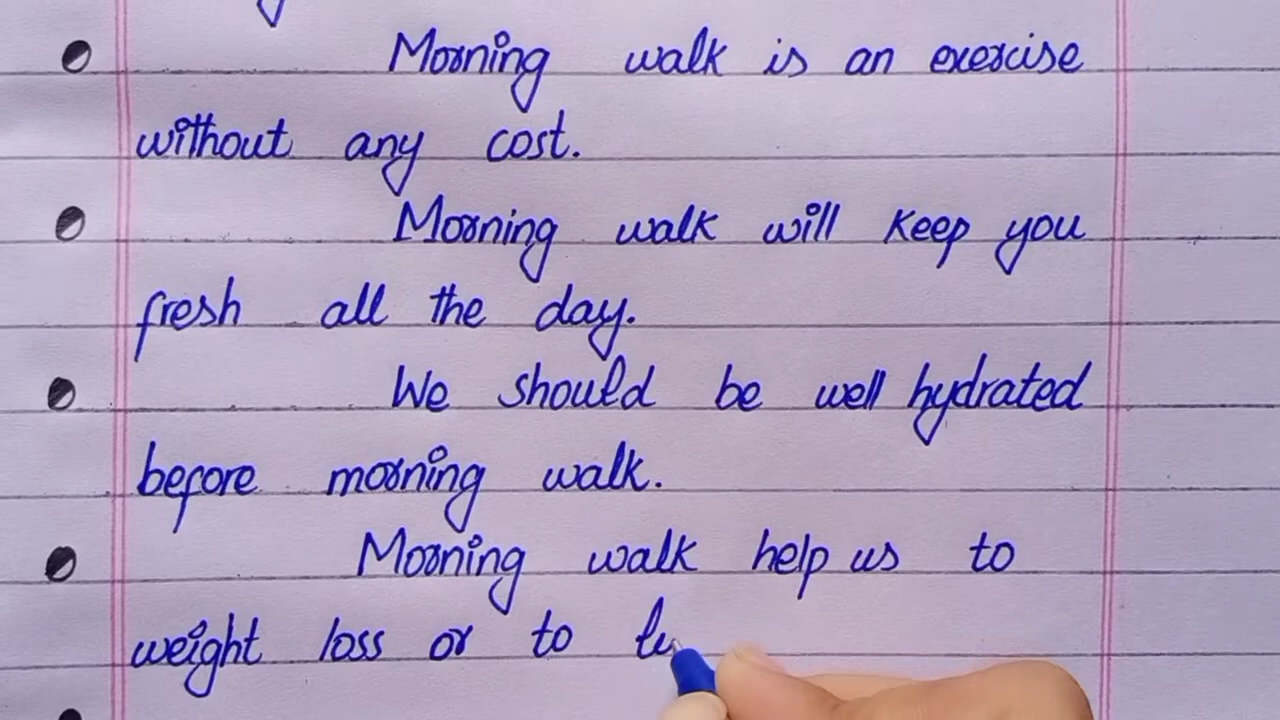 Morning walk is an exercise
without any cost.
Morning walk will keep you
fresh all the day.
We should be well hydrated
before morning walk.
Morning walk help us to
weight loss or to